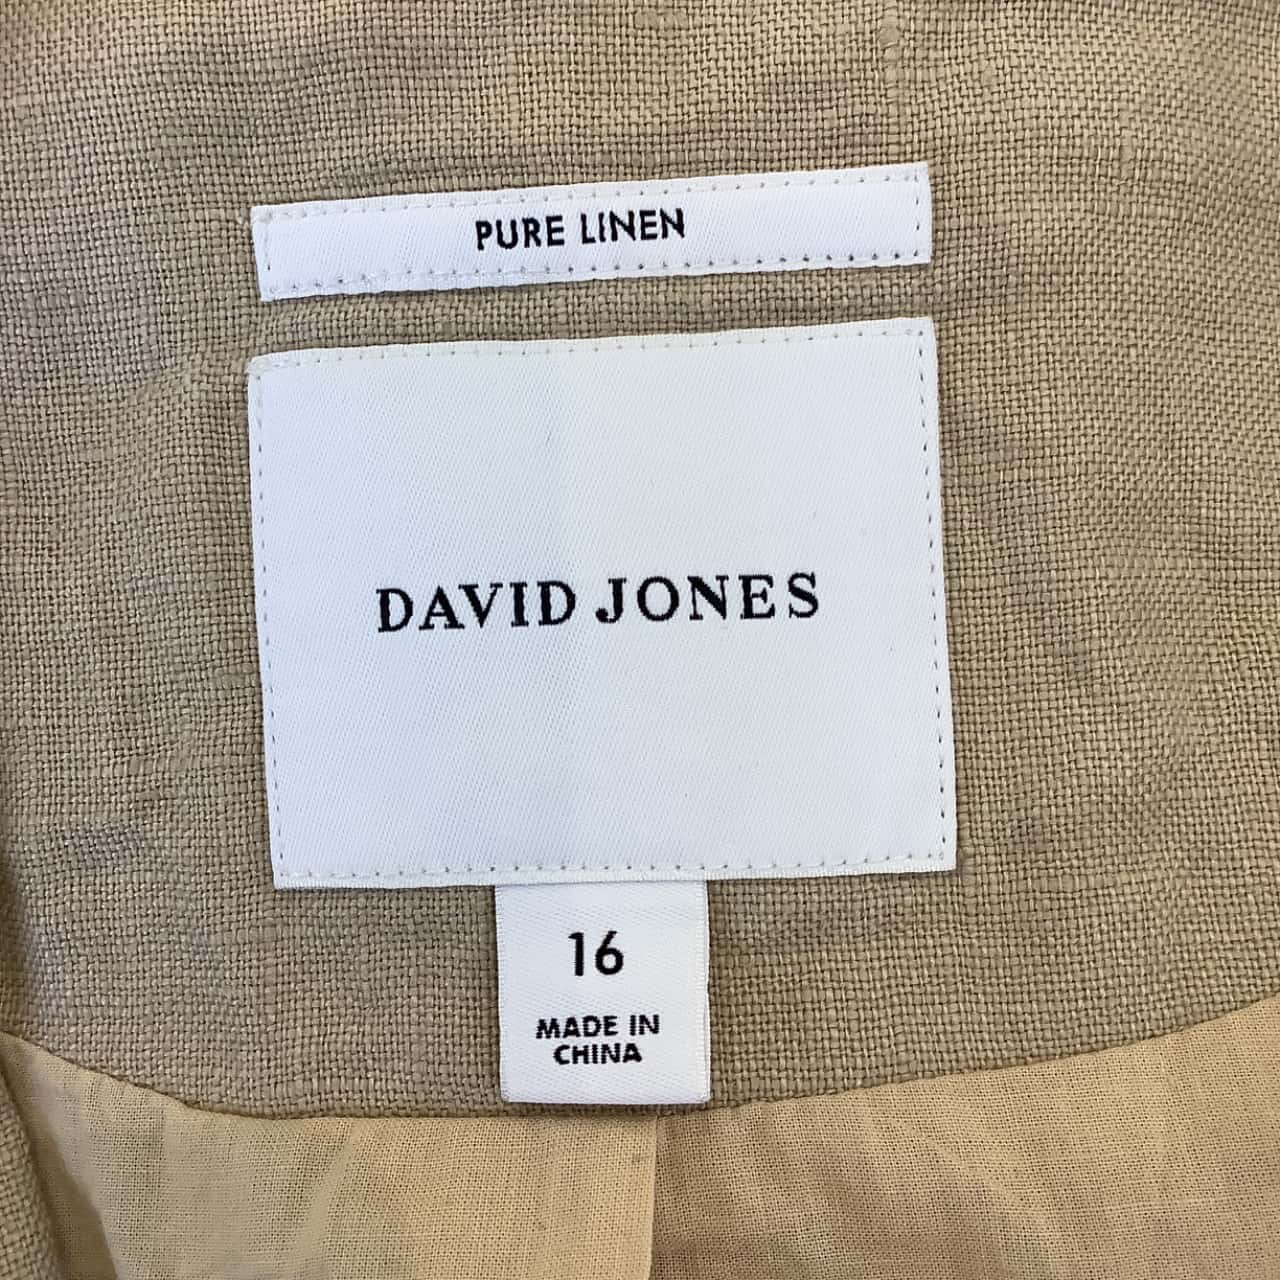 PURE LINEN
DAVID JONES
16
MADE IN
CHINA